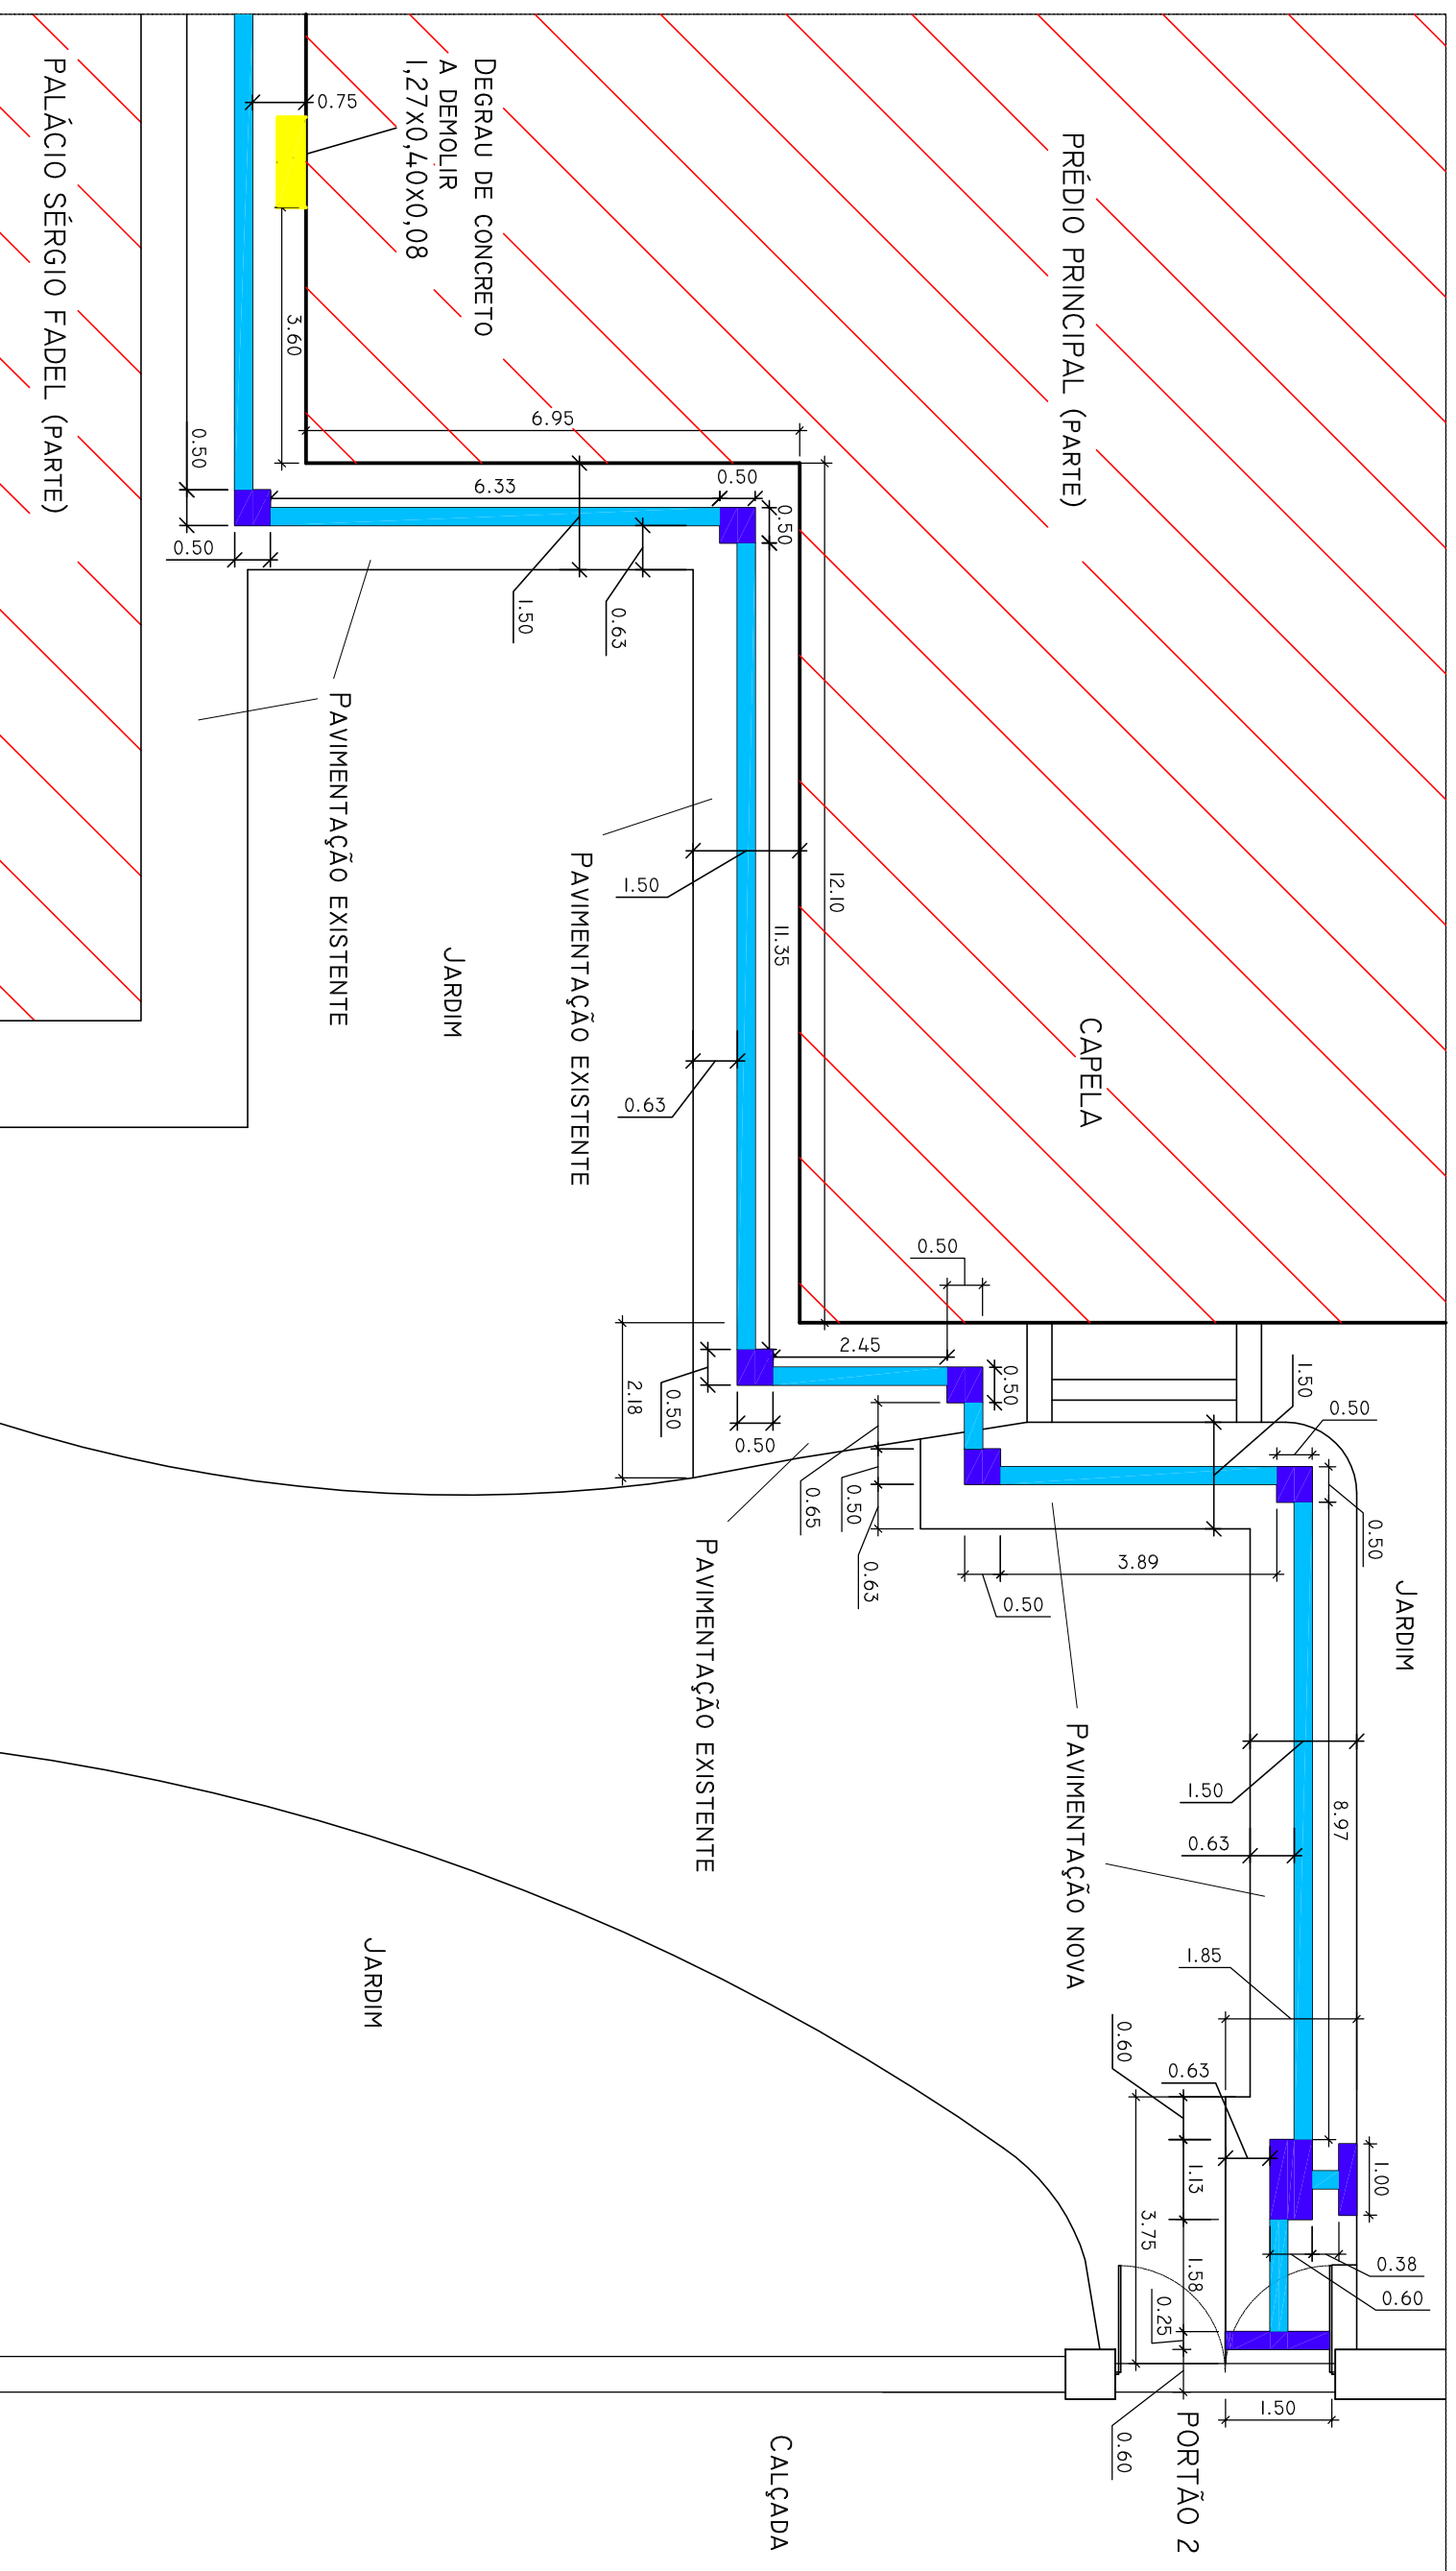 PRÉDIO PRINCIPAL (PARTE)
CAPELA
DEGRAU DE CONCRETO
A DEMOLIR
1,27x0,40x0,08
PALÁCIO SÉRGIO FADEL (PARTE)
0.75
3.60
6.95
0.50
0.50
6.33
0.50
0.50
1.50
0.63
12.10
11.35
1.50
0.63
PAVIMENTAÇÃO EXISTENTE
PAVIMENTAÇÃO EXISTENTE
JARDIM
0.50
2.45
0.50
1.50
0.50
0.50
2.18
0.50
0.50
0.65
0.50
0.63
3.89
0.50
JARDIM
PAVIMENTAÇÃO EXISTENTE
PAVIMENTAÇÃO NOVA
1.50
8.97
0.63
1.85
JARDIM
0.60
0.63
1.13
1.00
3.75
1.58
0.38
0.60
0.25
1.50
0.60
PORTÃO 2
CALÇADA